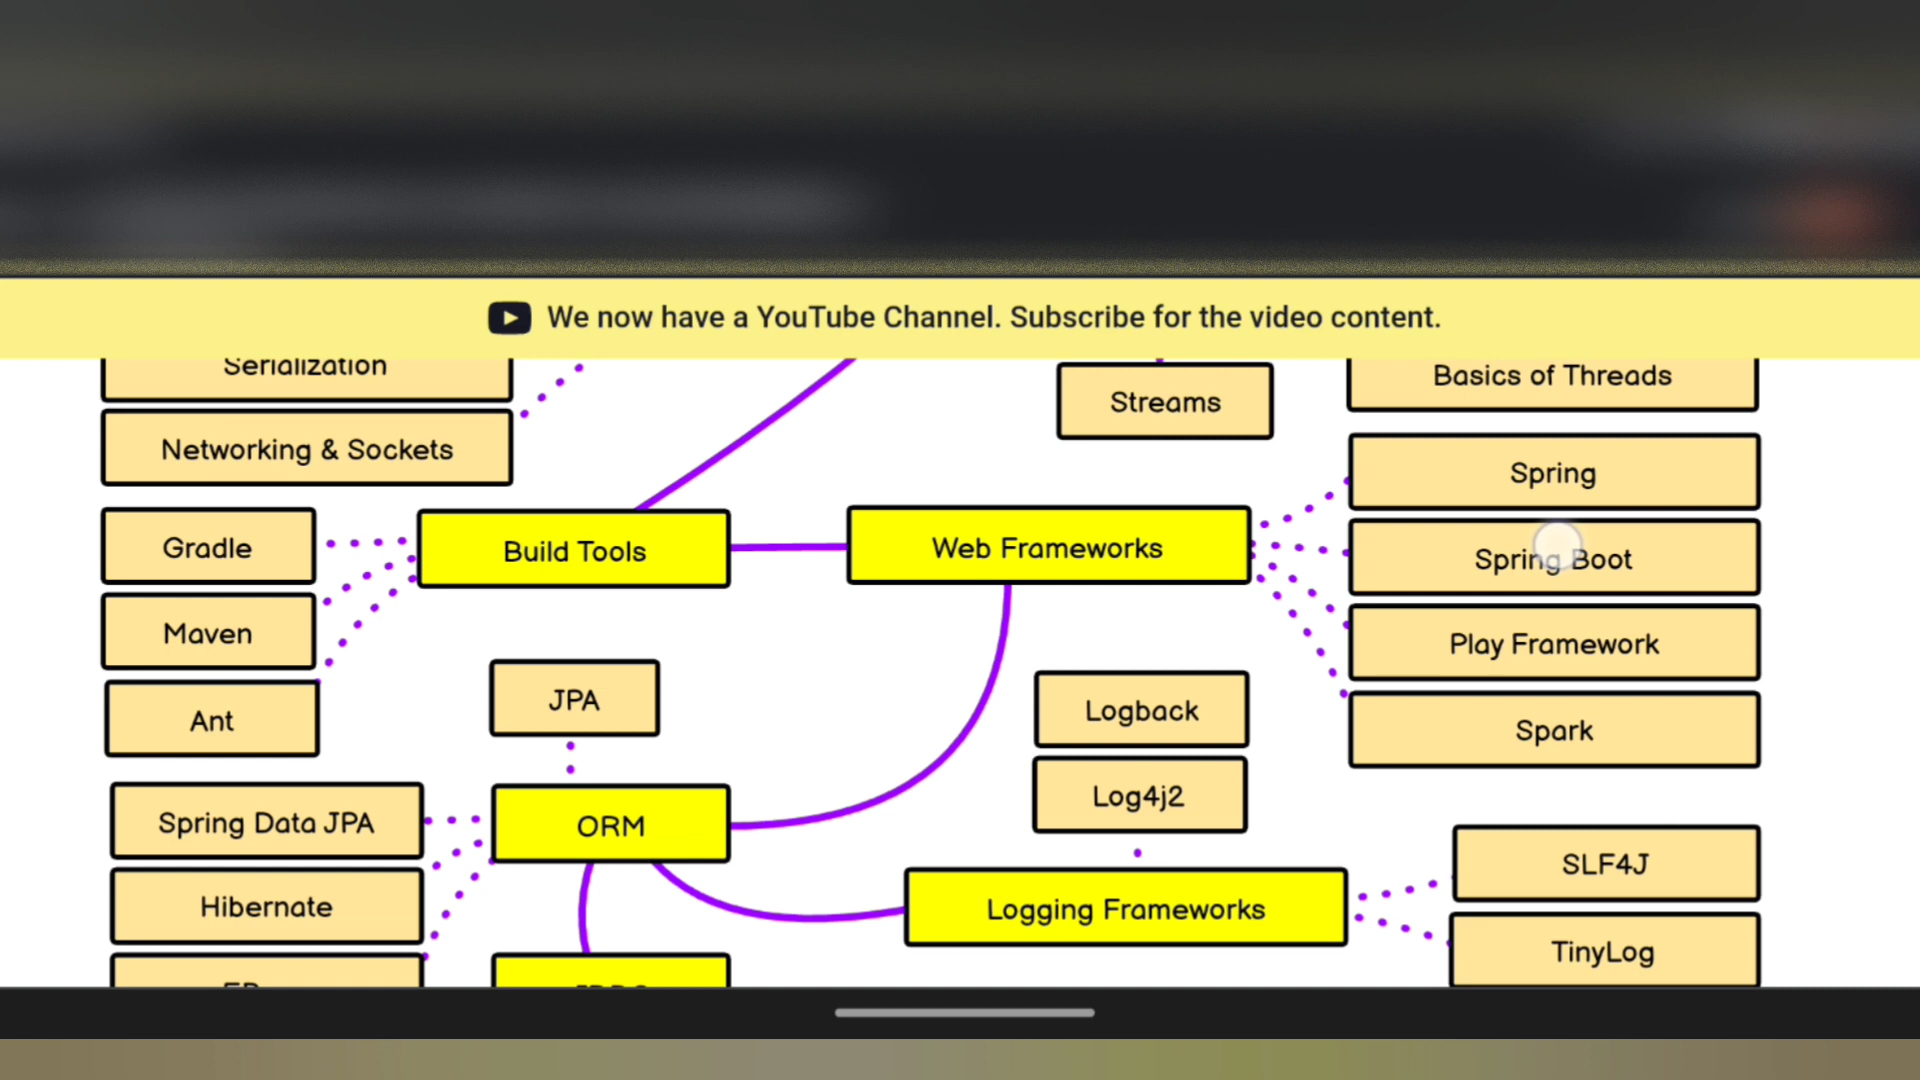 We now have a YouTube Channel. Subscribe for the video content.
Serialization
Networking & Sockets
Streams
Basics of Threads
Gradle
Maven
Ant
Build Tools
Web Frameworks
Spring
Spring Boot
Play Framework
Spark
JPA
Logback
Log4j2
Spring Data JPA
Hibernate
ORM
Logging Frameworks
SLF4J
TinyLog